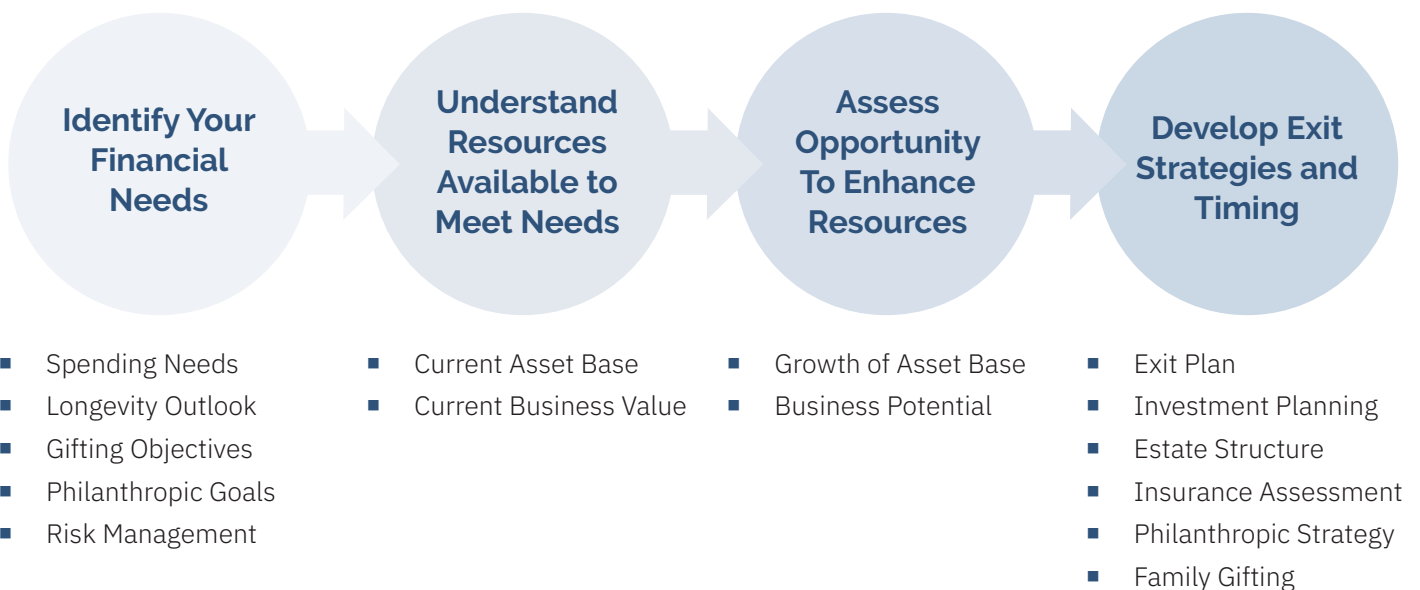 Identify Your
Financial
Needs
Understand
Resources
Available to
Meet Needs
Assess
Opportunity
To Enhance
Resources
Develop Exit
Strategies and
Timing
▪ Spending Needs
▪ Longevity Outlook
▪ Gifting Objectives
▪ Philanthropic Goals
▪ Risk Management
▪ Current Asset Base
▪ Current Business Value
▪ Growth of Asset Base
▪ Business Potential
▪ Exit Plan
▪ Investment Planning
▪ Estate Structure
▪ Insurance Assessment
▪ Philanthropic Strategy
▪ Family Gifting